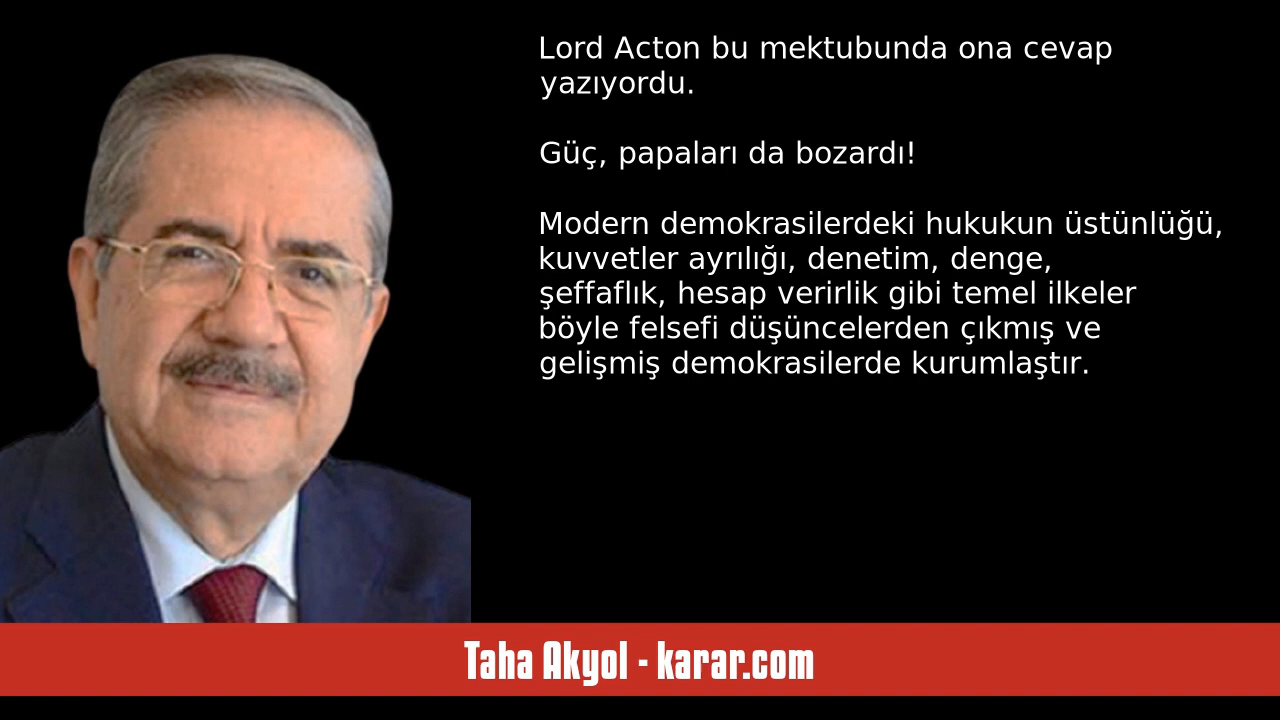 Lord Acton bu mektubunda ona cevap
yazıyordu.
Güç, papaları da bozardı!
Modern demokrasilerdeki hukukun üstünlüğü,
kuvvetler ayrılığı, denetim, denge,
şeffaflık, hesap verirlik gibi temel ilkeler
böyle felsefi düşüncelerden çıkmış ve
gelişmiş demokrasilerde kurumlaştır.
Taha Akyol - karar.com